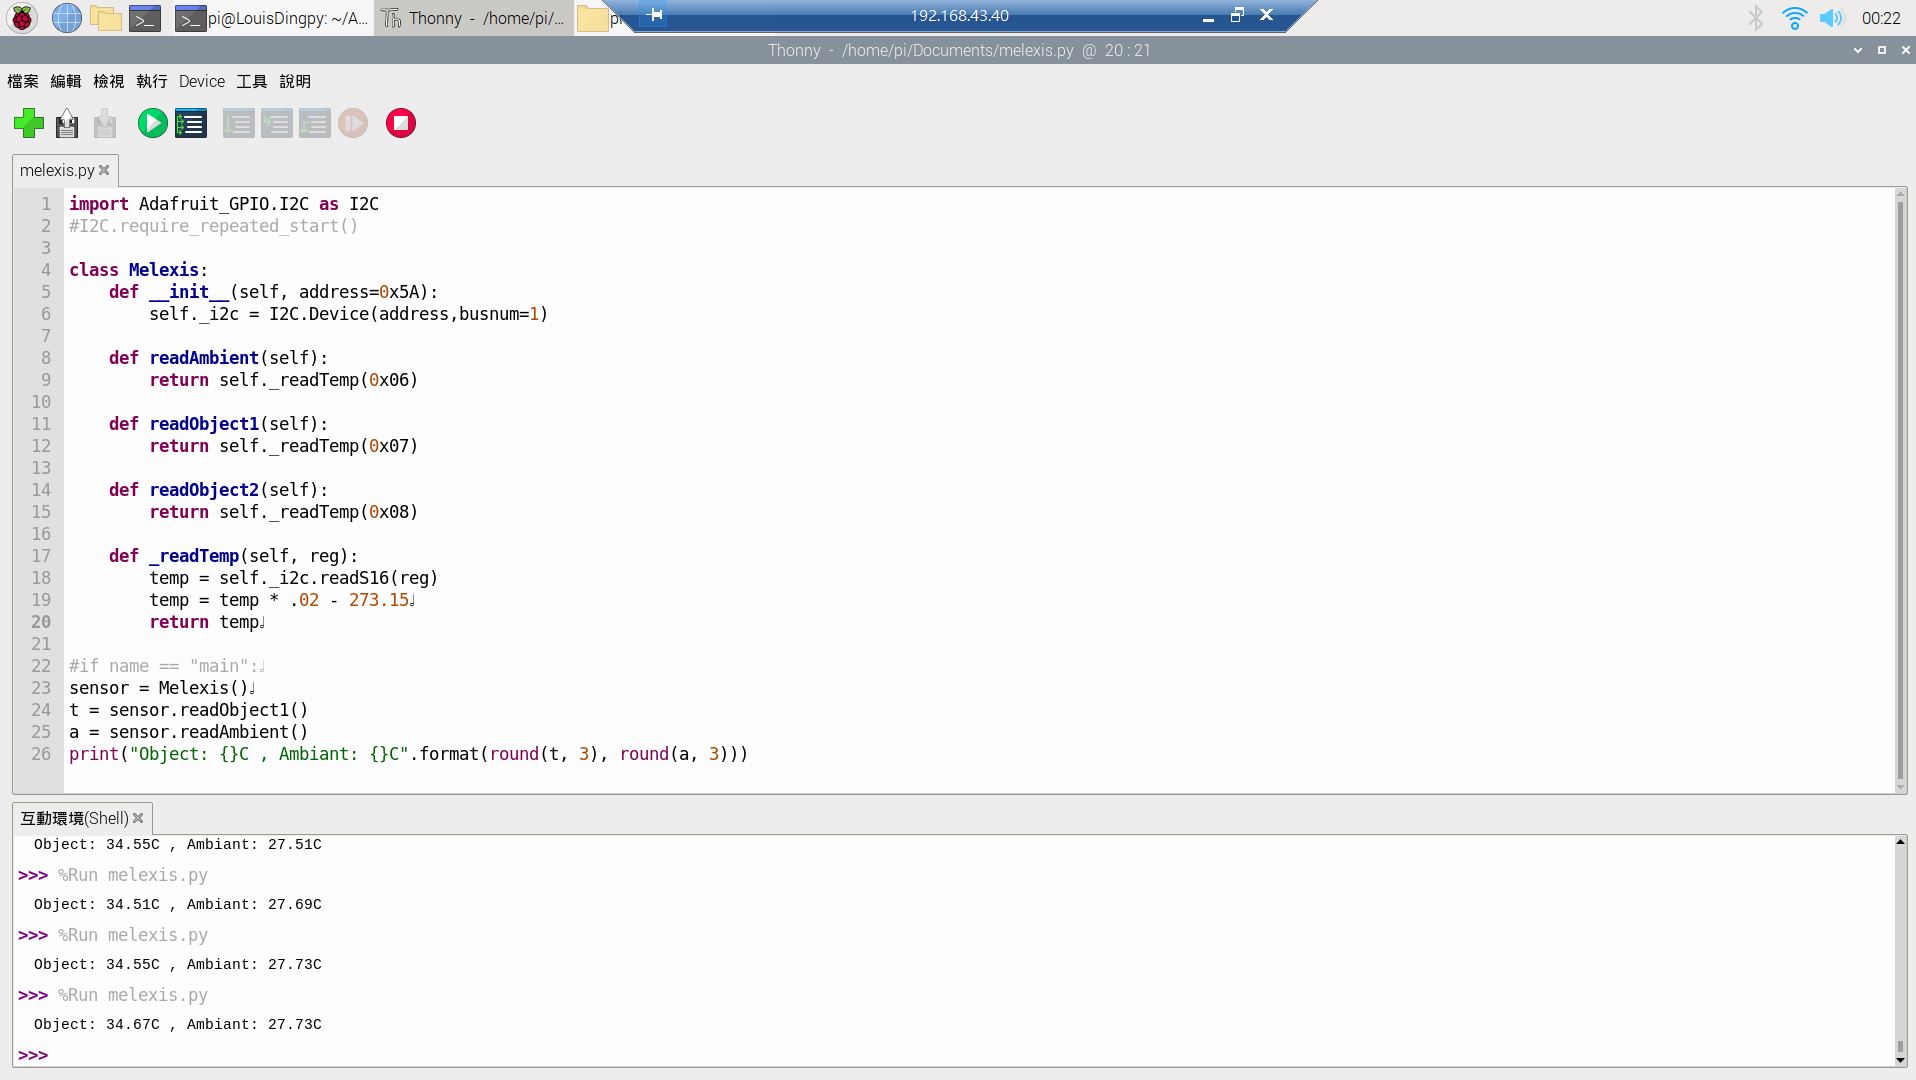 pi@LouisDingpy: ~/A...
Thonny - /home/pi/...
192.168.43.40
00:22
Thonny - /home/pi/Documents/melexis.py @ 20 : 21
檔案 編輯 檢視 執行 Device 工具 說明
melexis.py
1 import Adafruit_GPIO.I2C as I2C
2 #I2C.require_repeated_start()
3
4 class Melexis:
5 def __init__(self, address=0x5A):
6 self._i2c = I2C.Device(address,busnum=1)
7
8 def readAmbient(self):
9 return self._readTemp(0x06)
10
11 def readObject1(self):
12 return self._readTemp(0x07)
13
14 def readObject2(self):
15 return self._readTemp(0x08)
16
17 def _readTemp(self, reg):
18 temp = self._i2c.readS16(reg)
19 temp = temp * .02 - 273.15
20 return temp
21
22 #if name == "main":
23 sensor = Melexis()
24 t = sensor.readObject1()
25 a = sensor.readAmbient()
26 print("Object: {}C , Ambiant: {}C".format(round(t, 3), round(a, 3)))
互動環境(Shell)
Object: 34.55C , Ambiant: 27.51C
>>> %Run melexis.py
Object: 34.51C , Ambiant: 27.69C
>>> %Run melexis.py
Object: 34.55C , Ambiant: 27.73C
>>> %Run melexis.py
Object: 34.67C , Ambiant: 27.73C
>>>